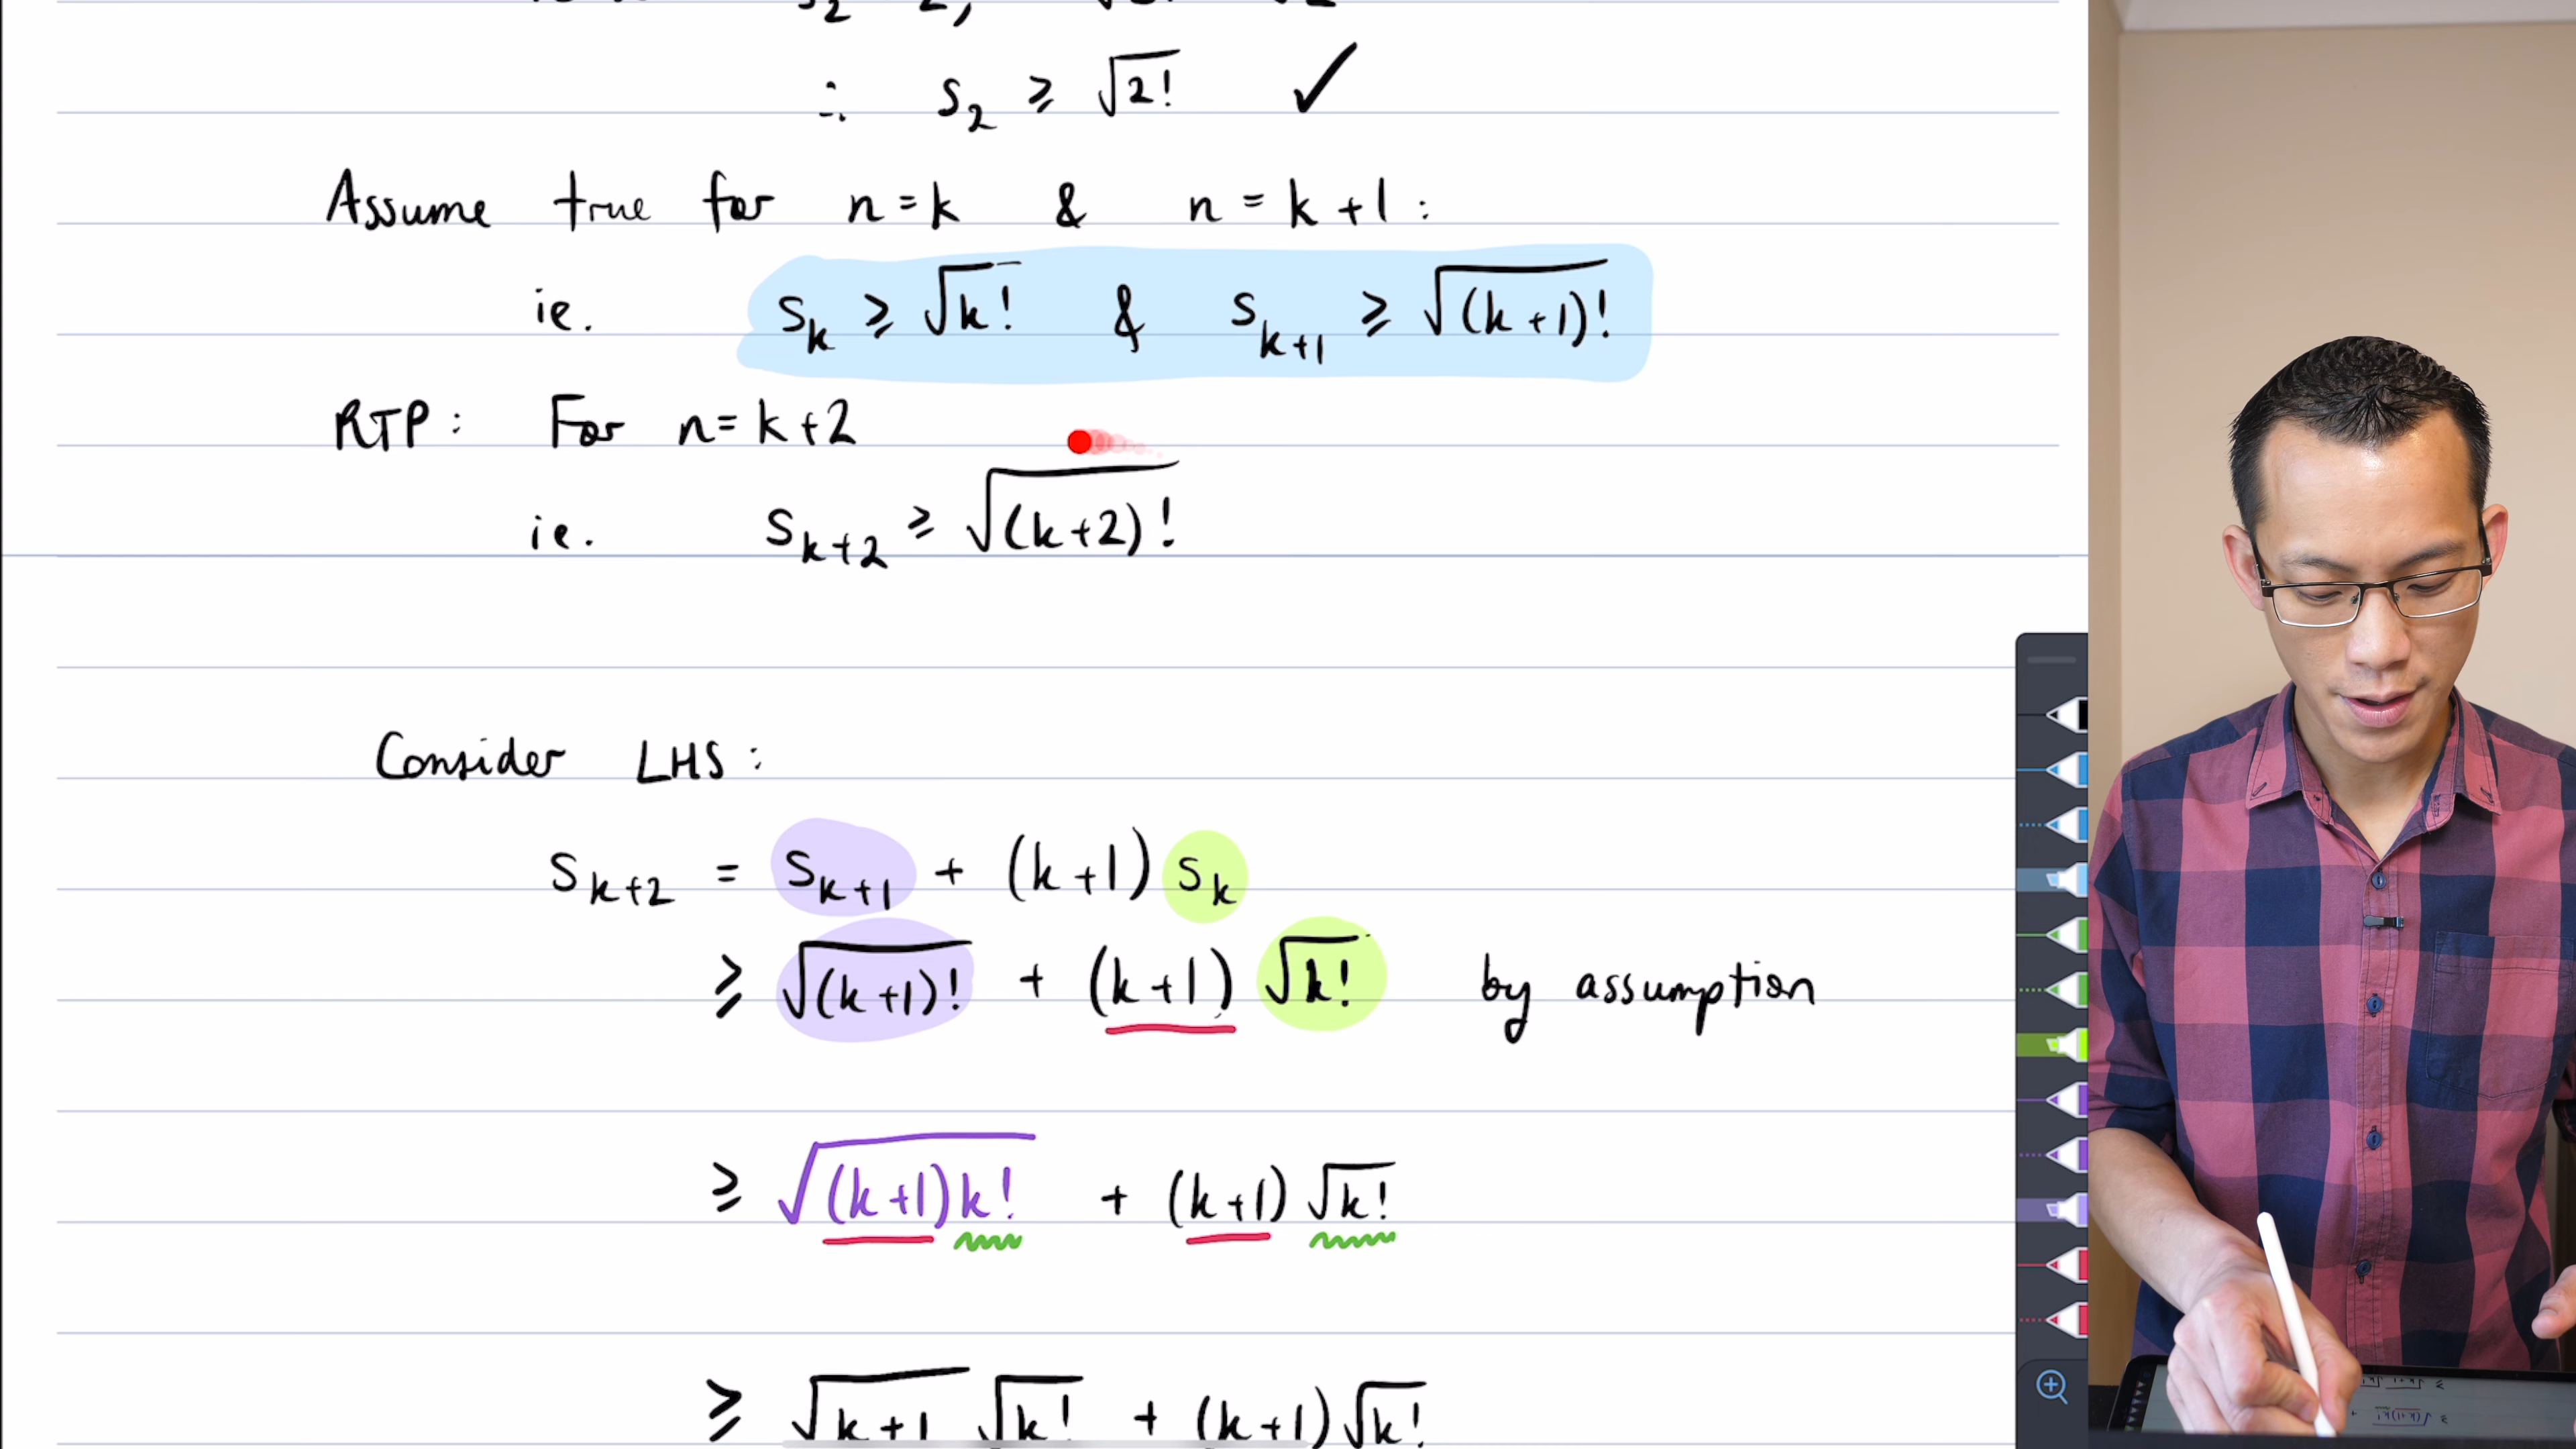 ∴ S₂ ≥ √2! ✓
Assume true for n = k & n = k + 1 :
ie. Sₖ ≥ √k! & Sₖ₊₁ ≥ √(k+1)!
RTP : For n = k+2
ie. Sₖ₊₂ ≥ √(k+2)!
Consider LHS :
Sₖ₊₂ = Sₖ₊₁ + (k+1) Sₖ
≥ √(k+1)! + (k+1) √k! by assumption
≥ √(k+1)k! + (k+1) √k!
≥ √k+1 √k! + (k+1) √k!